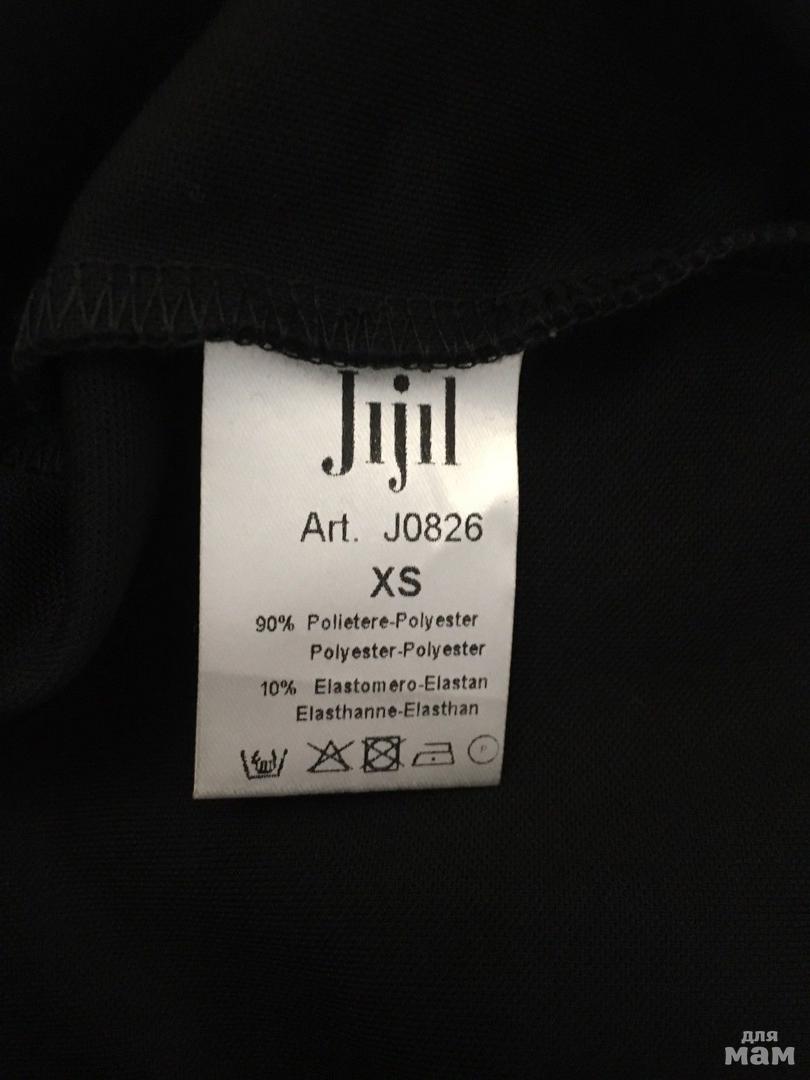 Jijil
Art. J0826
XS
90% Polietere-Polyester
Polyester-Polyester
10% Elastomero-Elastan
Elasthanne-Elasthan
P
для
мам